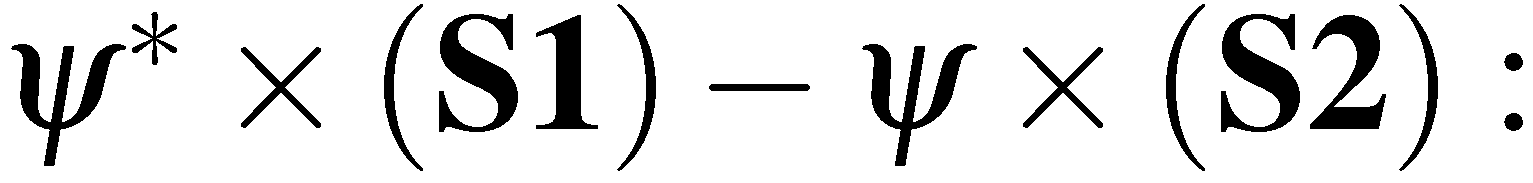 ψ* × (S1) − ψ × (S2) :